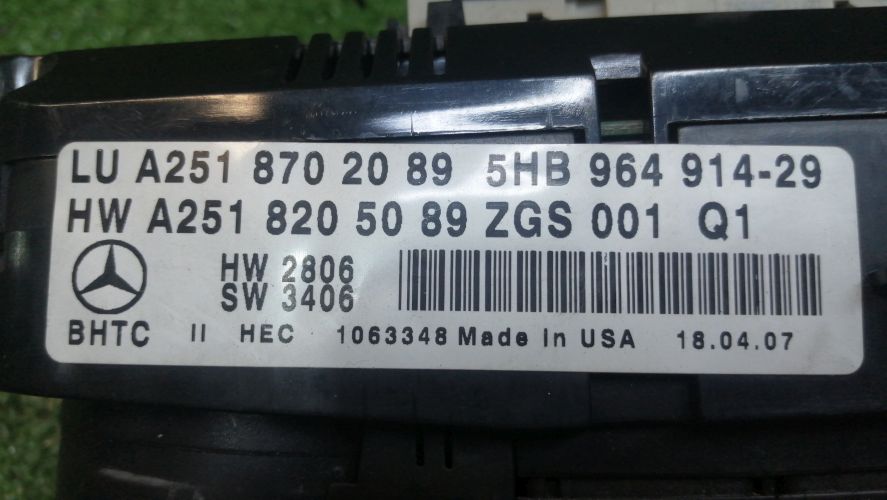 LU A251 870 20 89 5HB 964 914-29
HW A251 820 50 89 ZGS 001 Q1
HW 2806
SW 3406
BHTC II HEC 1063348 Made In USA 18.04.07